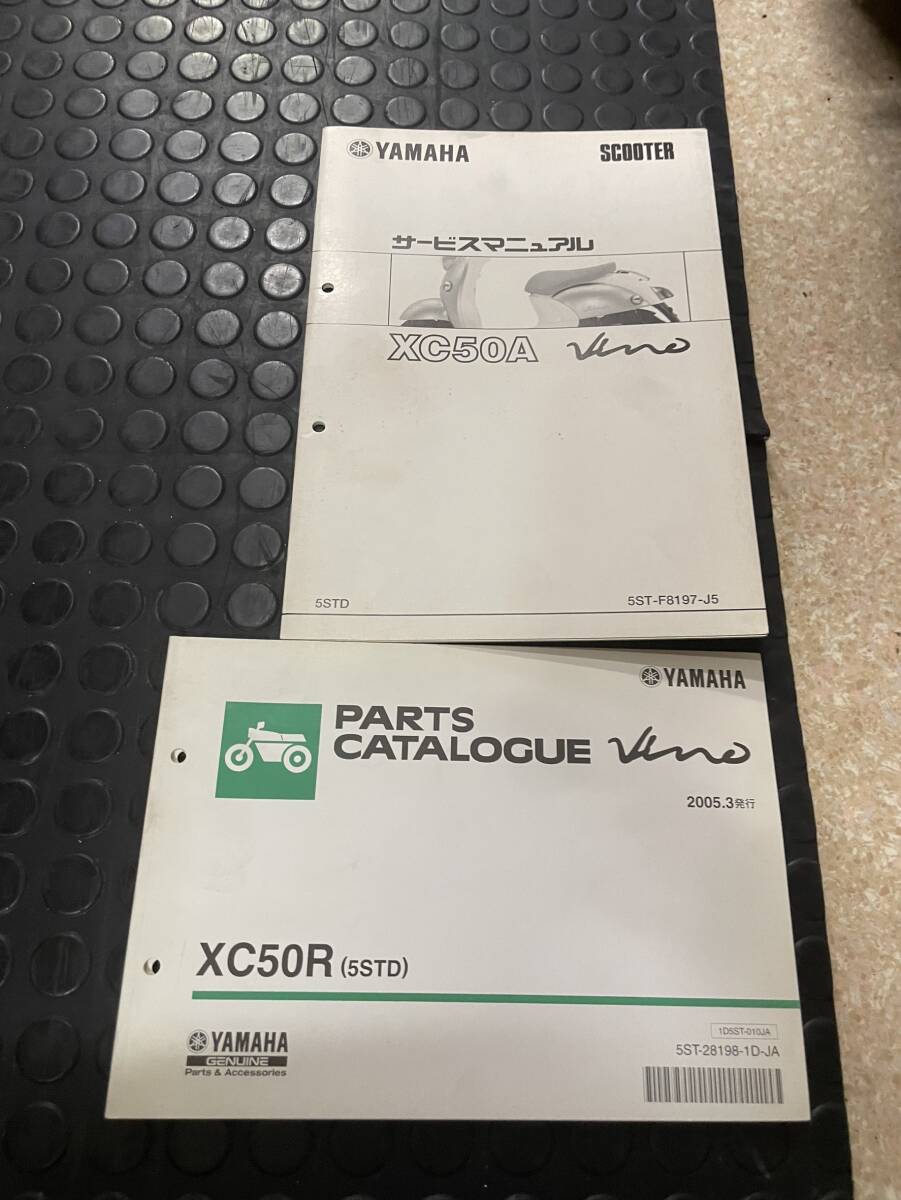 YAMAHA SCOOTER
サービスマニュアル
XC50A Vino
5STD 5ST-F8197-J5
YAMAHA
PARTS
CATALOGUE Vino
2005.3発行
XC50R (5STD)
1D5ST-010JA
5ST-28198-1D-JA
YAMAHA
GENUINE
Parts & Accessories